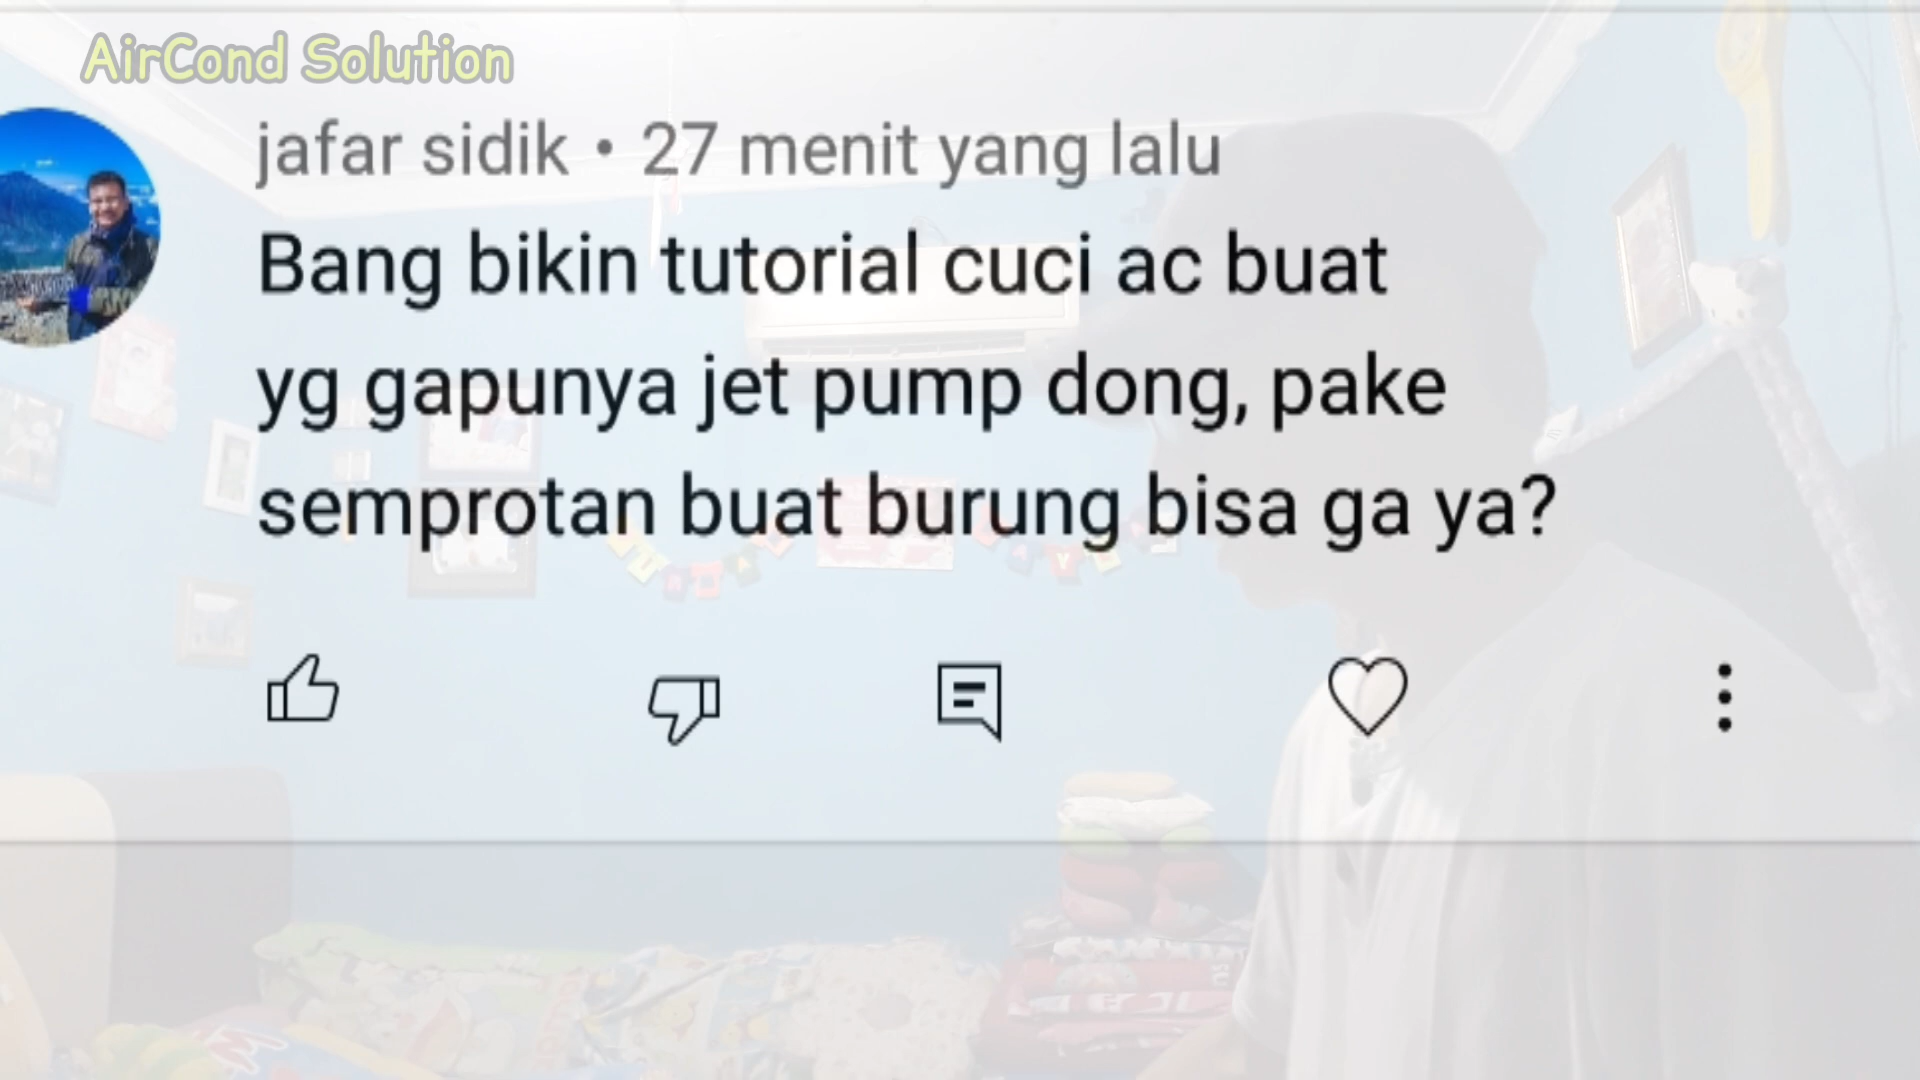 AirCond Solution
jafar sidik • 27 menit yang lalu
Bang bikin tutorial cuci ac buat
yg gapunya jet pump dong, pake
semprotan buat burung bisa ga ya?